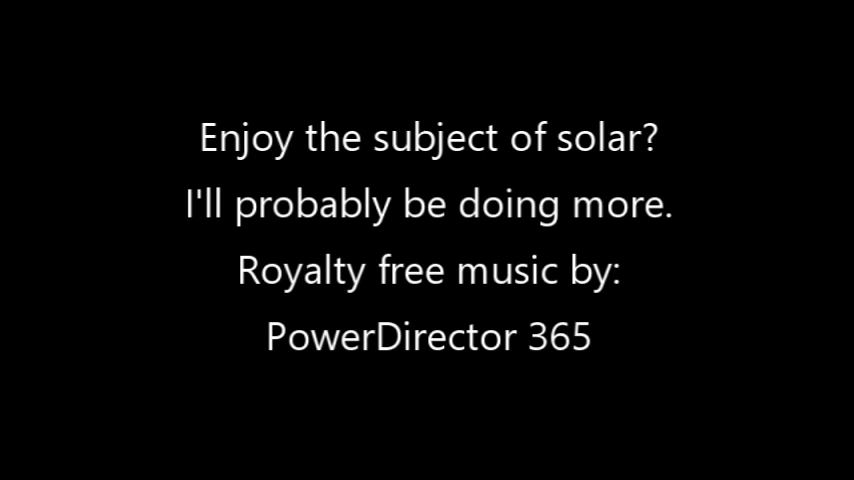 Enjoy the subject of solar?
I'll probably be doing more.
Royalty free music by:
PowerDirector 365